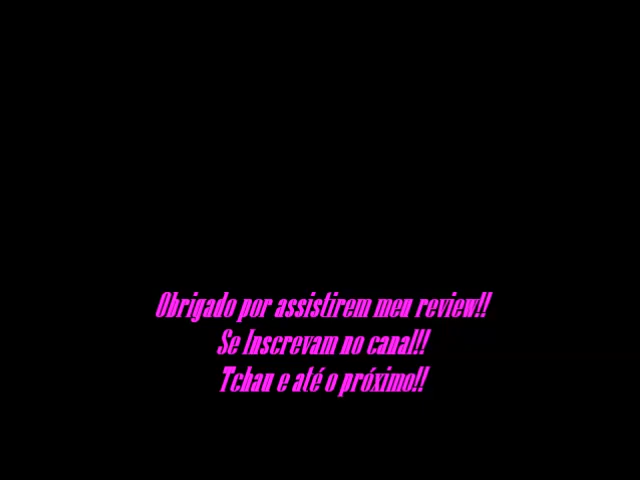 Obrigado por assistirem meu review!!
Se Inscrevam no canal!!
Tchau e até o próximo!!